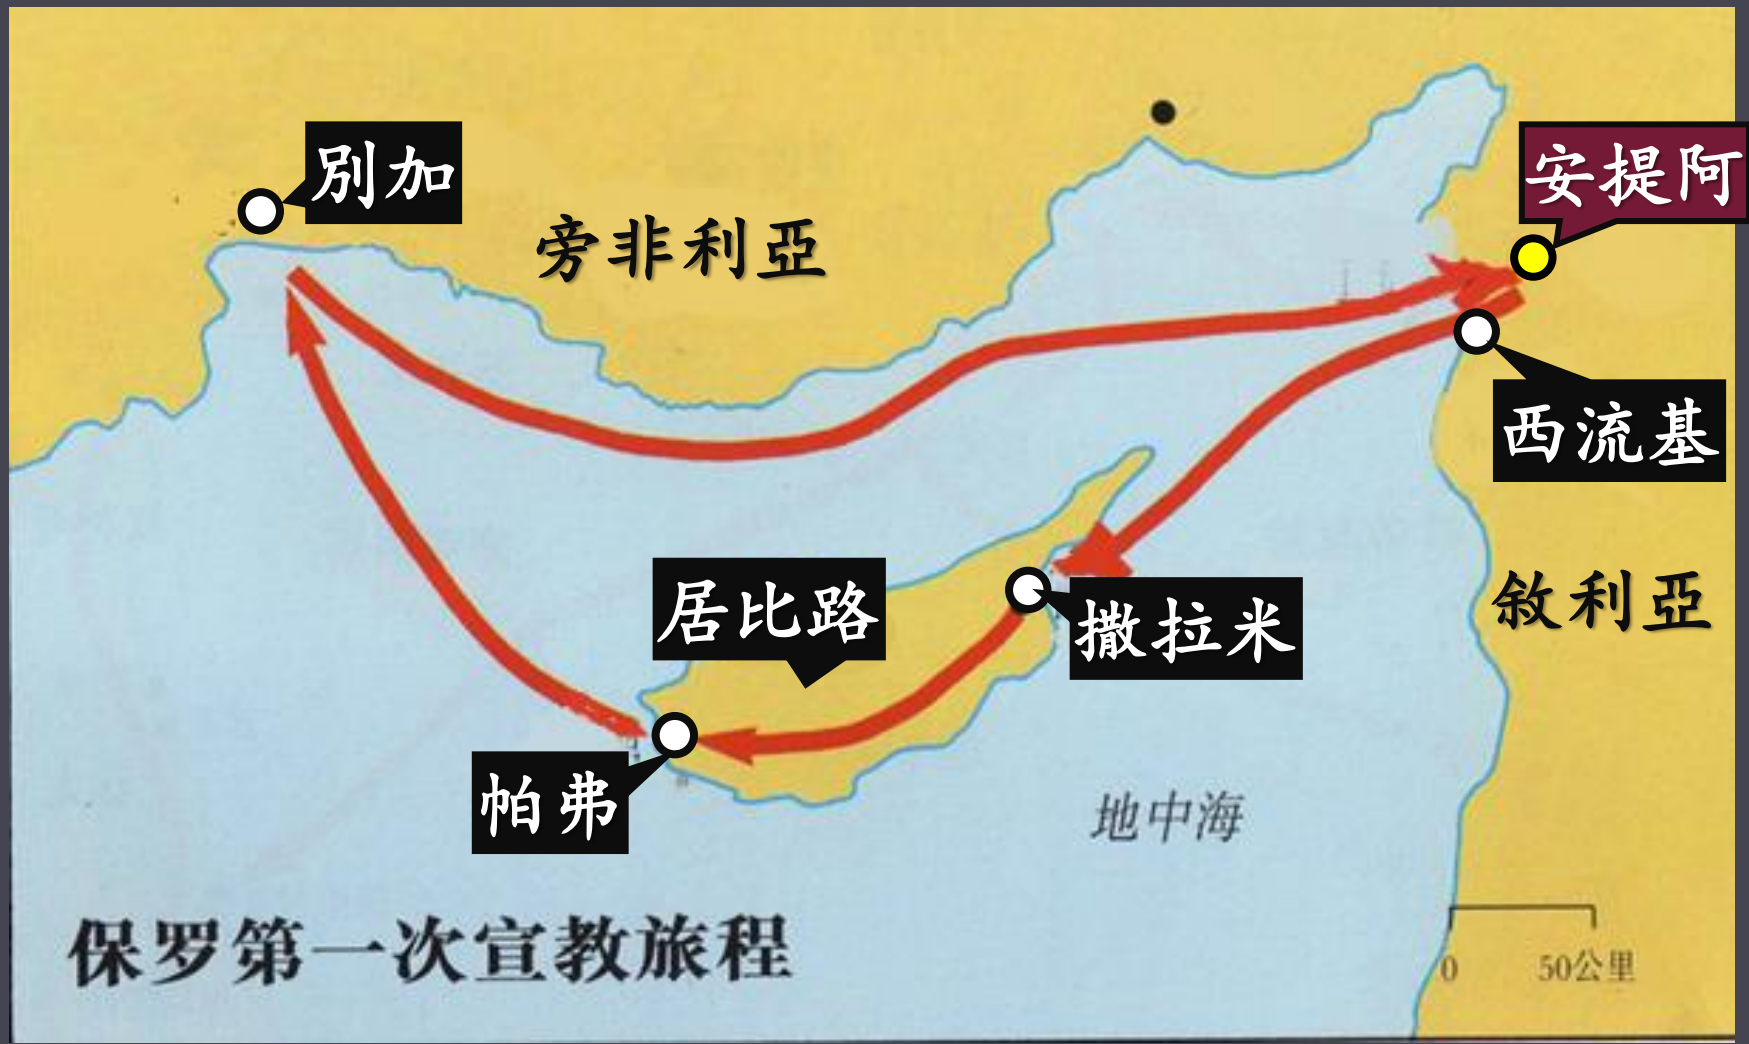 別加
安提阿
旁非利亞
西流基
居比路
撒拉米
敘利亞
帕弗
地中海
保罗第一次宣教旅程
0 50公里